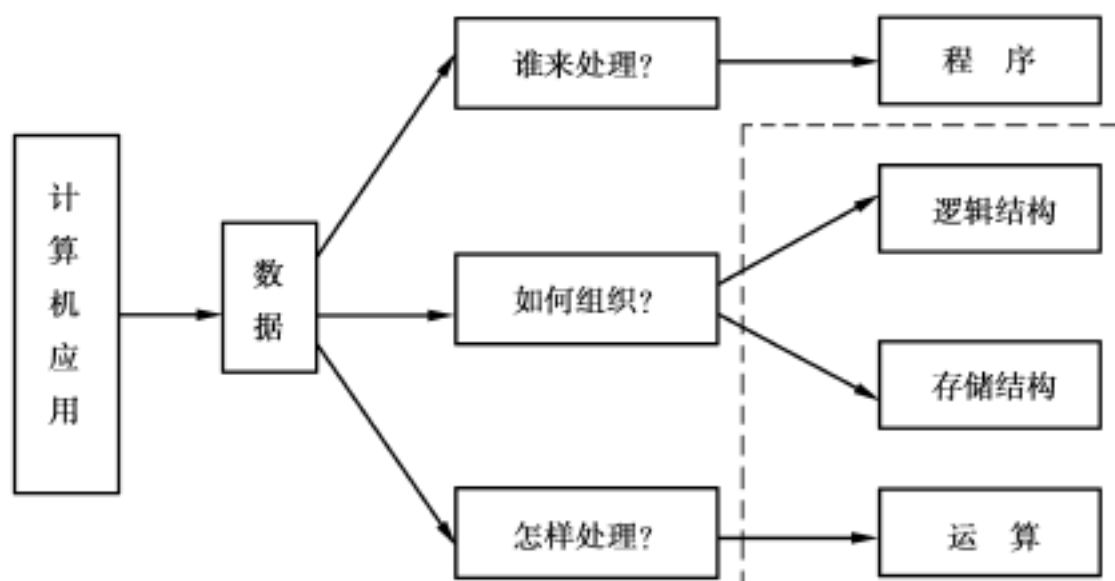 计算机应用
数据
谁来处理?
程 序
如何组织?
逻辑结构
存储结构
怎样处理?
运 算